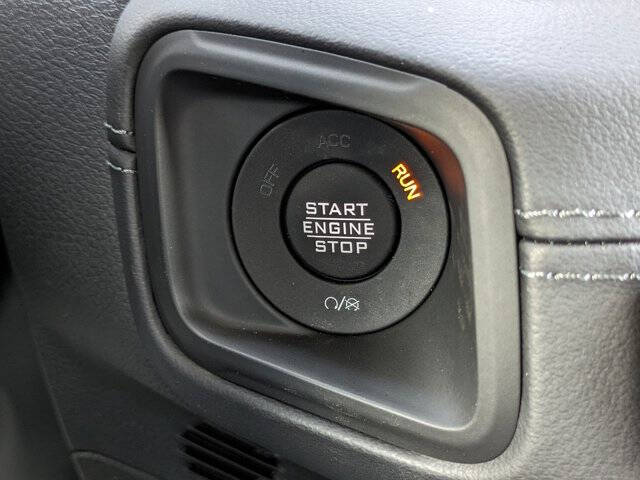 OFF
ACC
RUN
START
ENGINE
STOP